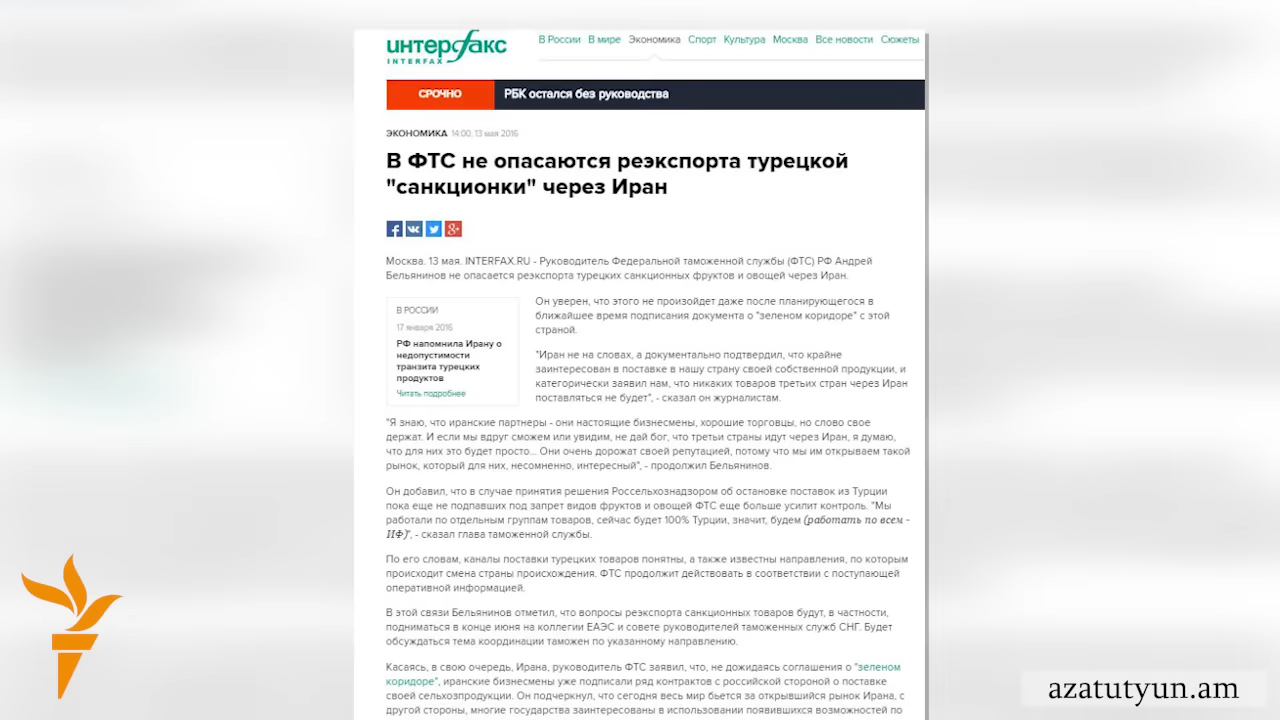 интерфакс
INTERFAX
В России В мире Экономика Спорт Культура Москва Все новости Сюжеты
СРОЧНО РБК остался без руководства
ЭКОНОМИКА 14:00, 13 мая 2016
В ФТС не опасаются реэкспорта турецкой
"санкционки" через Иран
Москва. 13 мая. INTERFAX.RU - Руководитель Федеральной таможенной службы (ФТС) РФ Андрей
Бельянинов не опасается реэкспорта турецких санкционных фруктов и овощей через Иран.
В РОССИИ
17 января 2016
РФ напомнила Ирану о
недопустимости
транзита турецких
продуктов
Читать подробнее
Он уверен, что этого не произойдет даже после планирующегося в
ближайшее время подписания документа о "зеленом коридоре" с этой
страной.
"Иран не на словах, а документально подтвердил, что крайне
заинтересован в поставке в нашу страну своей собственной продукции, и
категорически заявил нам, что никаких товаров третьих стран через Иран
поставляться не будет", - сказал он журналистам.
"Я знаю, что иранские партнеры - они настоящие бизнесмены, хорошие торговцы, но слово свое
держат. И если мы вдруг сможем или увидим, не дай бог, что третьи страны идут через Иран, я думаю,
что для них это будет просто... Они очень дорожат своей репутацией, потому что мы им открываем такой
рынок, который для них, несомненно, интересный", - продолжил Бельянинов.
Он добавил, что в случае принятия решения Россельхознадзором об остановке поставок из Турции
пока еще не подпавших под запрет видов фруктов и овощей ФТС еще больше усилит контроль. "Мы
работали по отдельным группам товаров, сейчас будет 100% Турции, значит, будем (работать по всем -
ИФ)", - сказал глава таможенной службы.
По его словам, каналы поставки турецких товаров понятны, а также известны направления, по которым
происходит смена страны происхождения. ФТС продолжит действовать в соответствии с поступающей
оперативной информацией.
В этой связи Бельянинов отметил, что вопросы реэкспорта санкционных товаров будут, в частности,
подниматься в конце июня на коллегии ЕАЭС и совете руководителей таможенных служб СНГ. Будет
обсуждаться тема координации таможен по указанному направлению.
Касаясь, в свою очередь, Ирана, руководитель ФТС заявил, что, не дожидаясь соглашения о "зеленом
коридоре", иранские бизнесмены уже подписали ряд контрактов с российской стороной о поставке
своей сельхозпродукции. Он подчеркнул, что сегодня весь мир бьется за открывшийся рынок Ирана, с
другой стороны, многие государства заинтересованы в использовании появившихся возможностей по
azatutyun.am